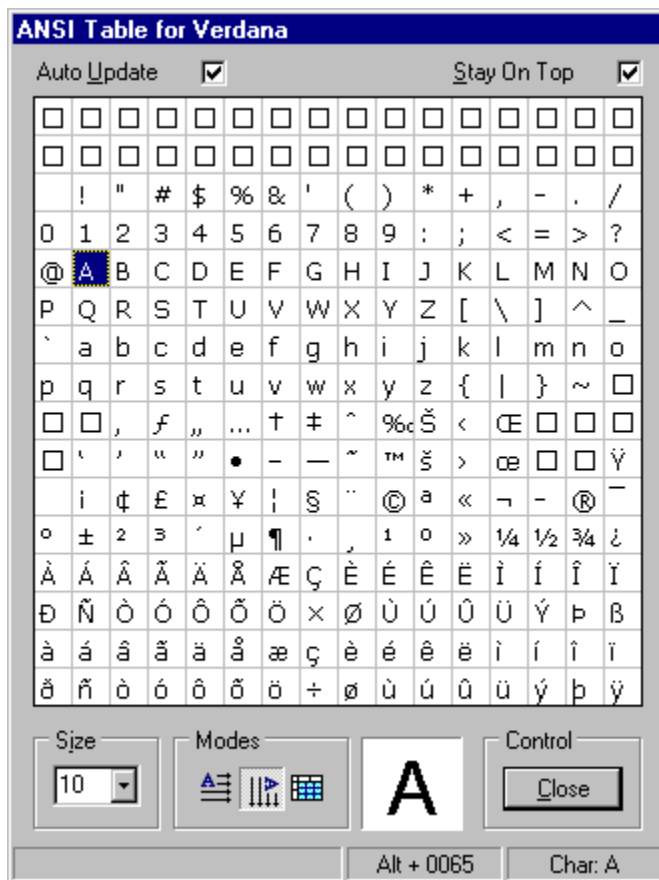 ANSI Table for Verdana
Auto Update Stay On Top
□ □ □ □ □ □ □ □ □ □ □ □ □ □ □ □
□ □ □ □ □ □ □ □ □ □ □ □ □ □ □ □
! " # $ % & ' ( ) * + , - . /
0 1 2 3 4 5 6 7 8 9 : ; < = > ?
@ A B C D E F G H I J K L M N O
P Q R S T U V W X Y Z [ \ ] ^ _
` a b c d e f g h i j k l m n o
p q r s t u v w x y z { | } ~ □
□ □ ‚ ƒ „ … † ‡ ˆ ‰ Š ‹ Œ □ □ □
□ ‘ ’ “ ” • – — ˜ ™ š › œ □ □ Ÿ
¡ ¢ £ ¤ ¥ ¦ § ¨ © ª « ¬ - ® ¯
° ± ² ³ ´ µ ¶ · ¸ ¹ º » ¼ ½ ¾ ¿
À Á Â Ã Ä Å Æ Ç È É Ê Ë Ì Í Î Ï
Ð Ñ Ò Ó Ô Õ Ö × Ø Ù Ú Û Ü Ý Þ ß
à á â ã ä å æ ç è é ê ë ì í î ï
ð ñ ò ó ô õ ö ÷ ø ù ú û ü ý þ ÿ
Size Modes Control
10 A A A Close
Alt + 0065 Char: A